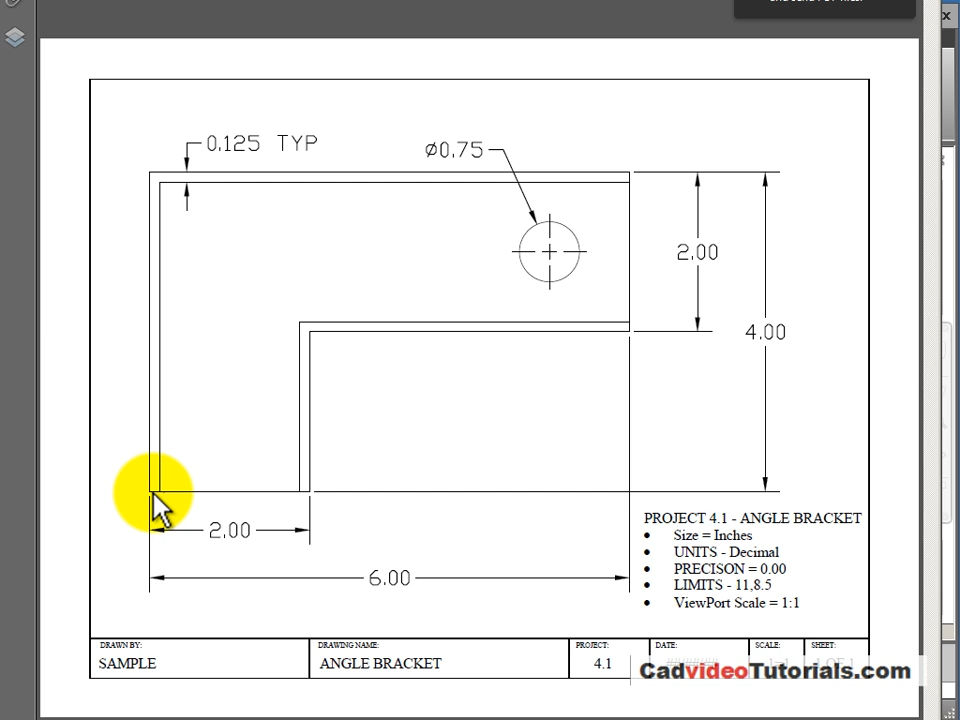 0.125 TYP
Ø0.75
2.00
4.00
2.00
6.00
PROJECT 4.1 - ANGLE BRACKET
• Size = Inches
• UNITS - Decimal
• PRECISON = 0.00
• LIMITS - 11,8.5
• ViewPort Scale = 1:1
DRAWN BY: DRAWING NAME: PROJECT: DATE: SCALE: SHEET:
SAMPLE ANGLE BRACKET 4.1
CadvideoTutorials.com